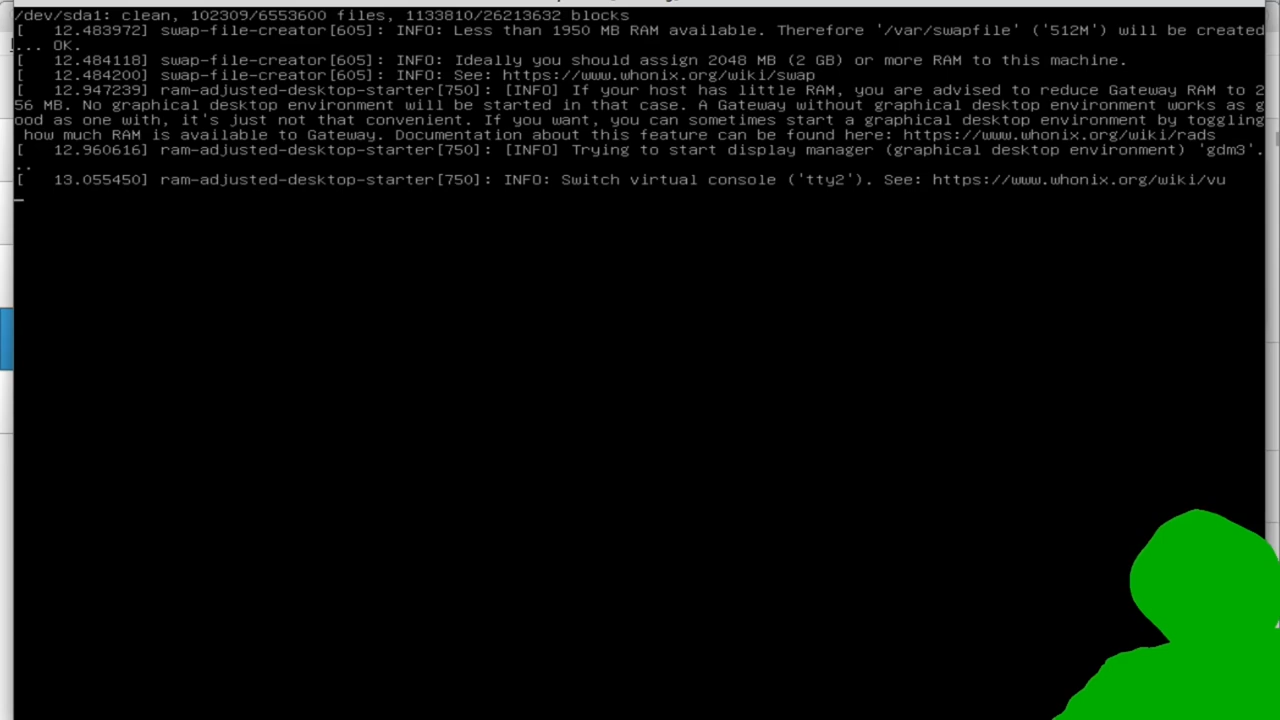 /dev/sda1: clean, 102309/6553600 files, 1133810/26213632 blocks
[   12.483972] swap-file-creator[605]: INFO: Less than 1950 MB RAM available. Therefore '/var/swapfile' ('512M') will be created
... OK.
[   12.484118] swap-file-creator[605]: INFO: Ideally you should assign 2048 MB (2 GB) or more RAM to this machine.
[   12.484200] swap-file-creator[605]: INFO: See: https://www.whonix.org/wiki/swap
[   12.947239] ram-adjusted-desktop-starter[750]: [INFO] If your host has little RAM, you are advised to reduce Gateway RAM to 2
56 MB. No graphical desktop environment will be started in that case. A Gateway without graphical desktop environment works as g
ood as one with, it's just not that convenient. If you want, you can sometimes start a graphical desktop environment by toggling
 how much RAM is available to Gateway. Documentation about this feature can be found here: https://www.whonix.org/wiki/rads
[   12.960616] ram-adjusted-desktop-starter[750]: [INFO] Trying to start display manager (graphical desktop environment) 'gdm3'.
..
[   13.055450] ram-adjusted-desktop-starter[750]: INFO: Switch virtual console ('tty2'). See: https://www.whonix.org/wiki/vu